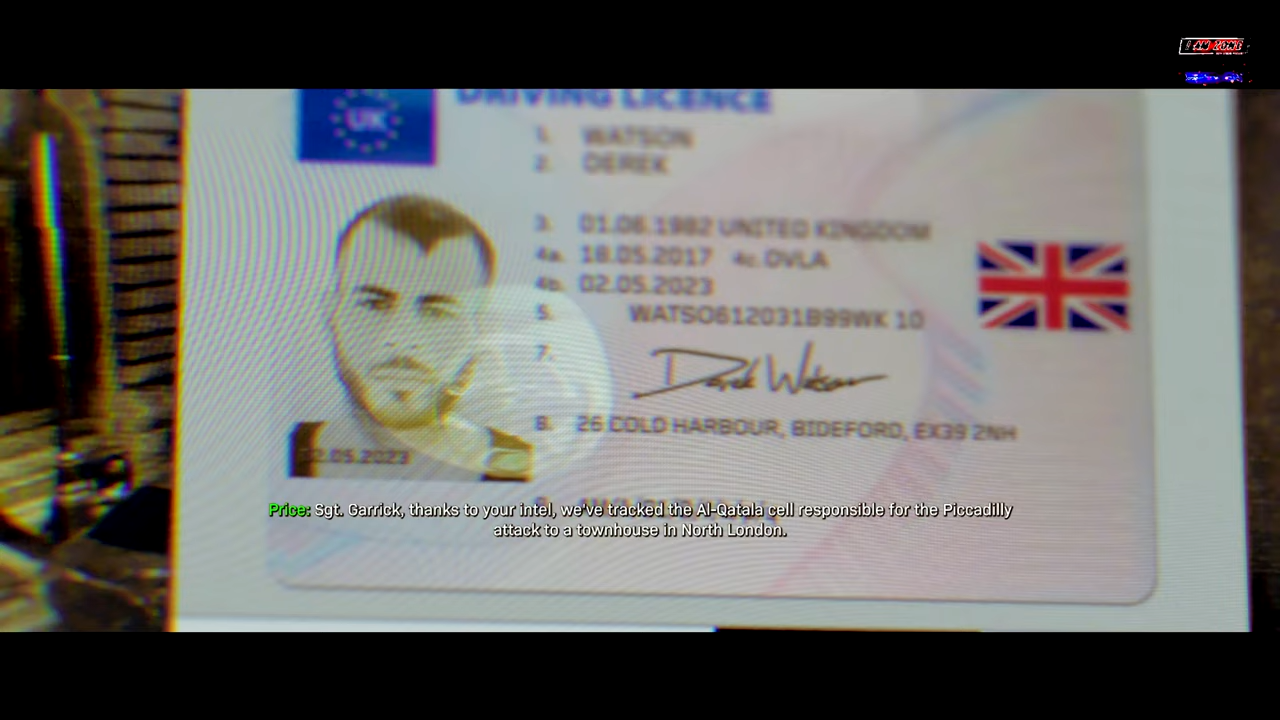 DRIVING LICENCE
UK
1. WATSON
2. DEREK
3. 01.06.1982 UNITED KINGDOM
4a. 18.05.2017 4c. DVLA
4b. 02.05.2023
5. WATSO612031B99WK 10
7. Derek Watson
8. 26 COLD HARBOUR, BIDEFORD, EX39 2NH
.05.2023
9.
Price: Sgt. Garrick, thanks to your intel, we've tracked the Al-Qatala cell responsible for the Piccadilly
attack to a townhouse in North London.